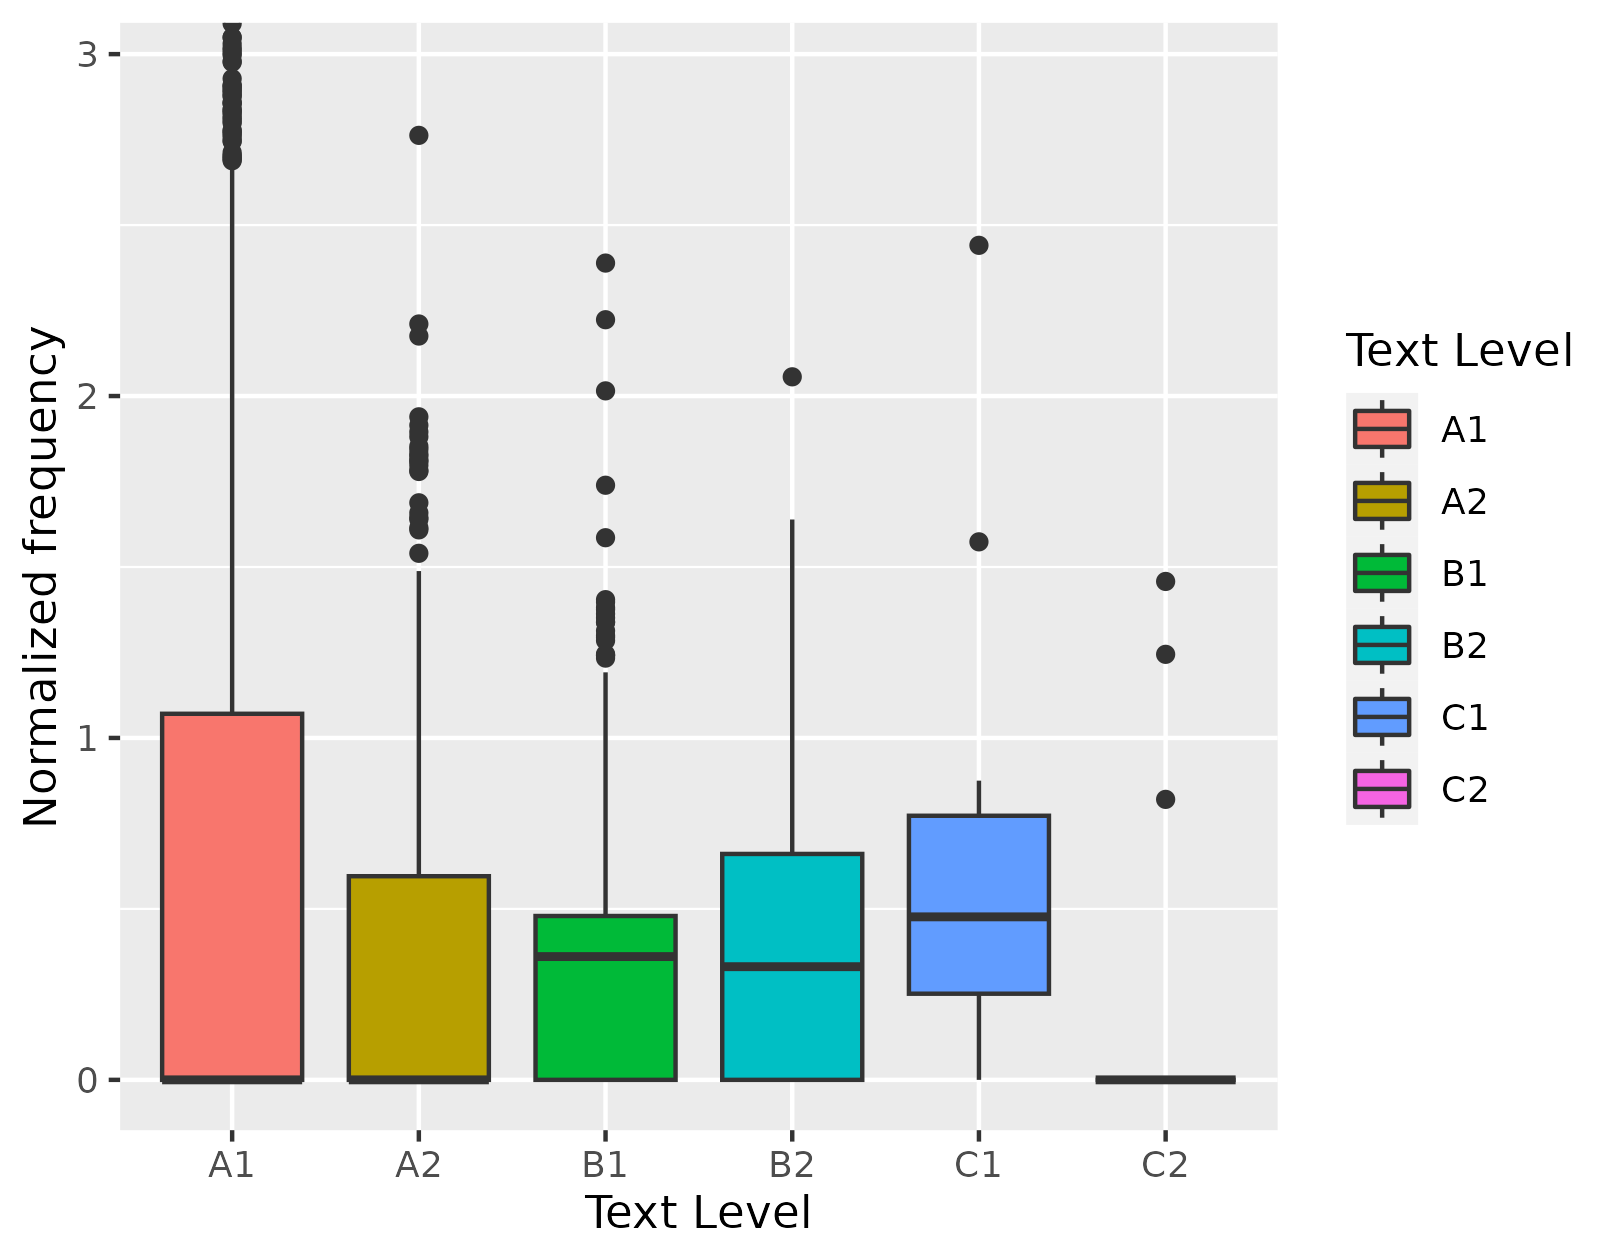 Normalized frequency
3
2
1
0
A1 A2 B1 B2 C1 C2
Text Level
Text Level
A1
A2
B1
B2
C1
C2